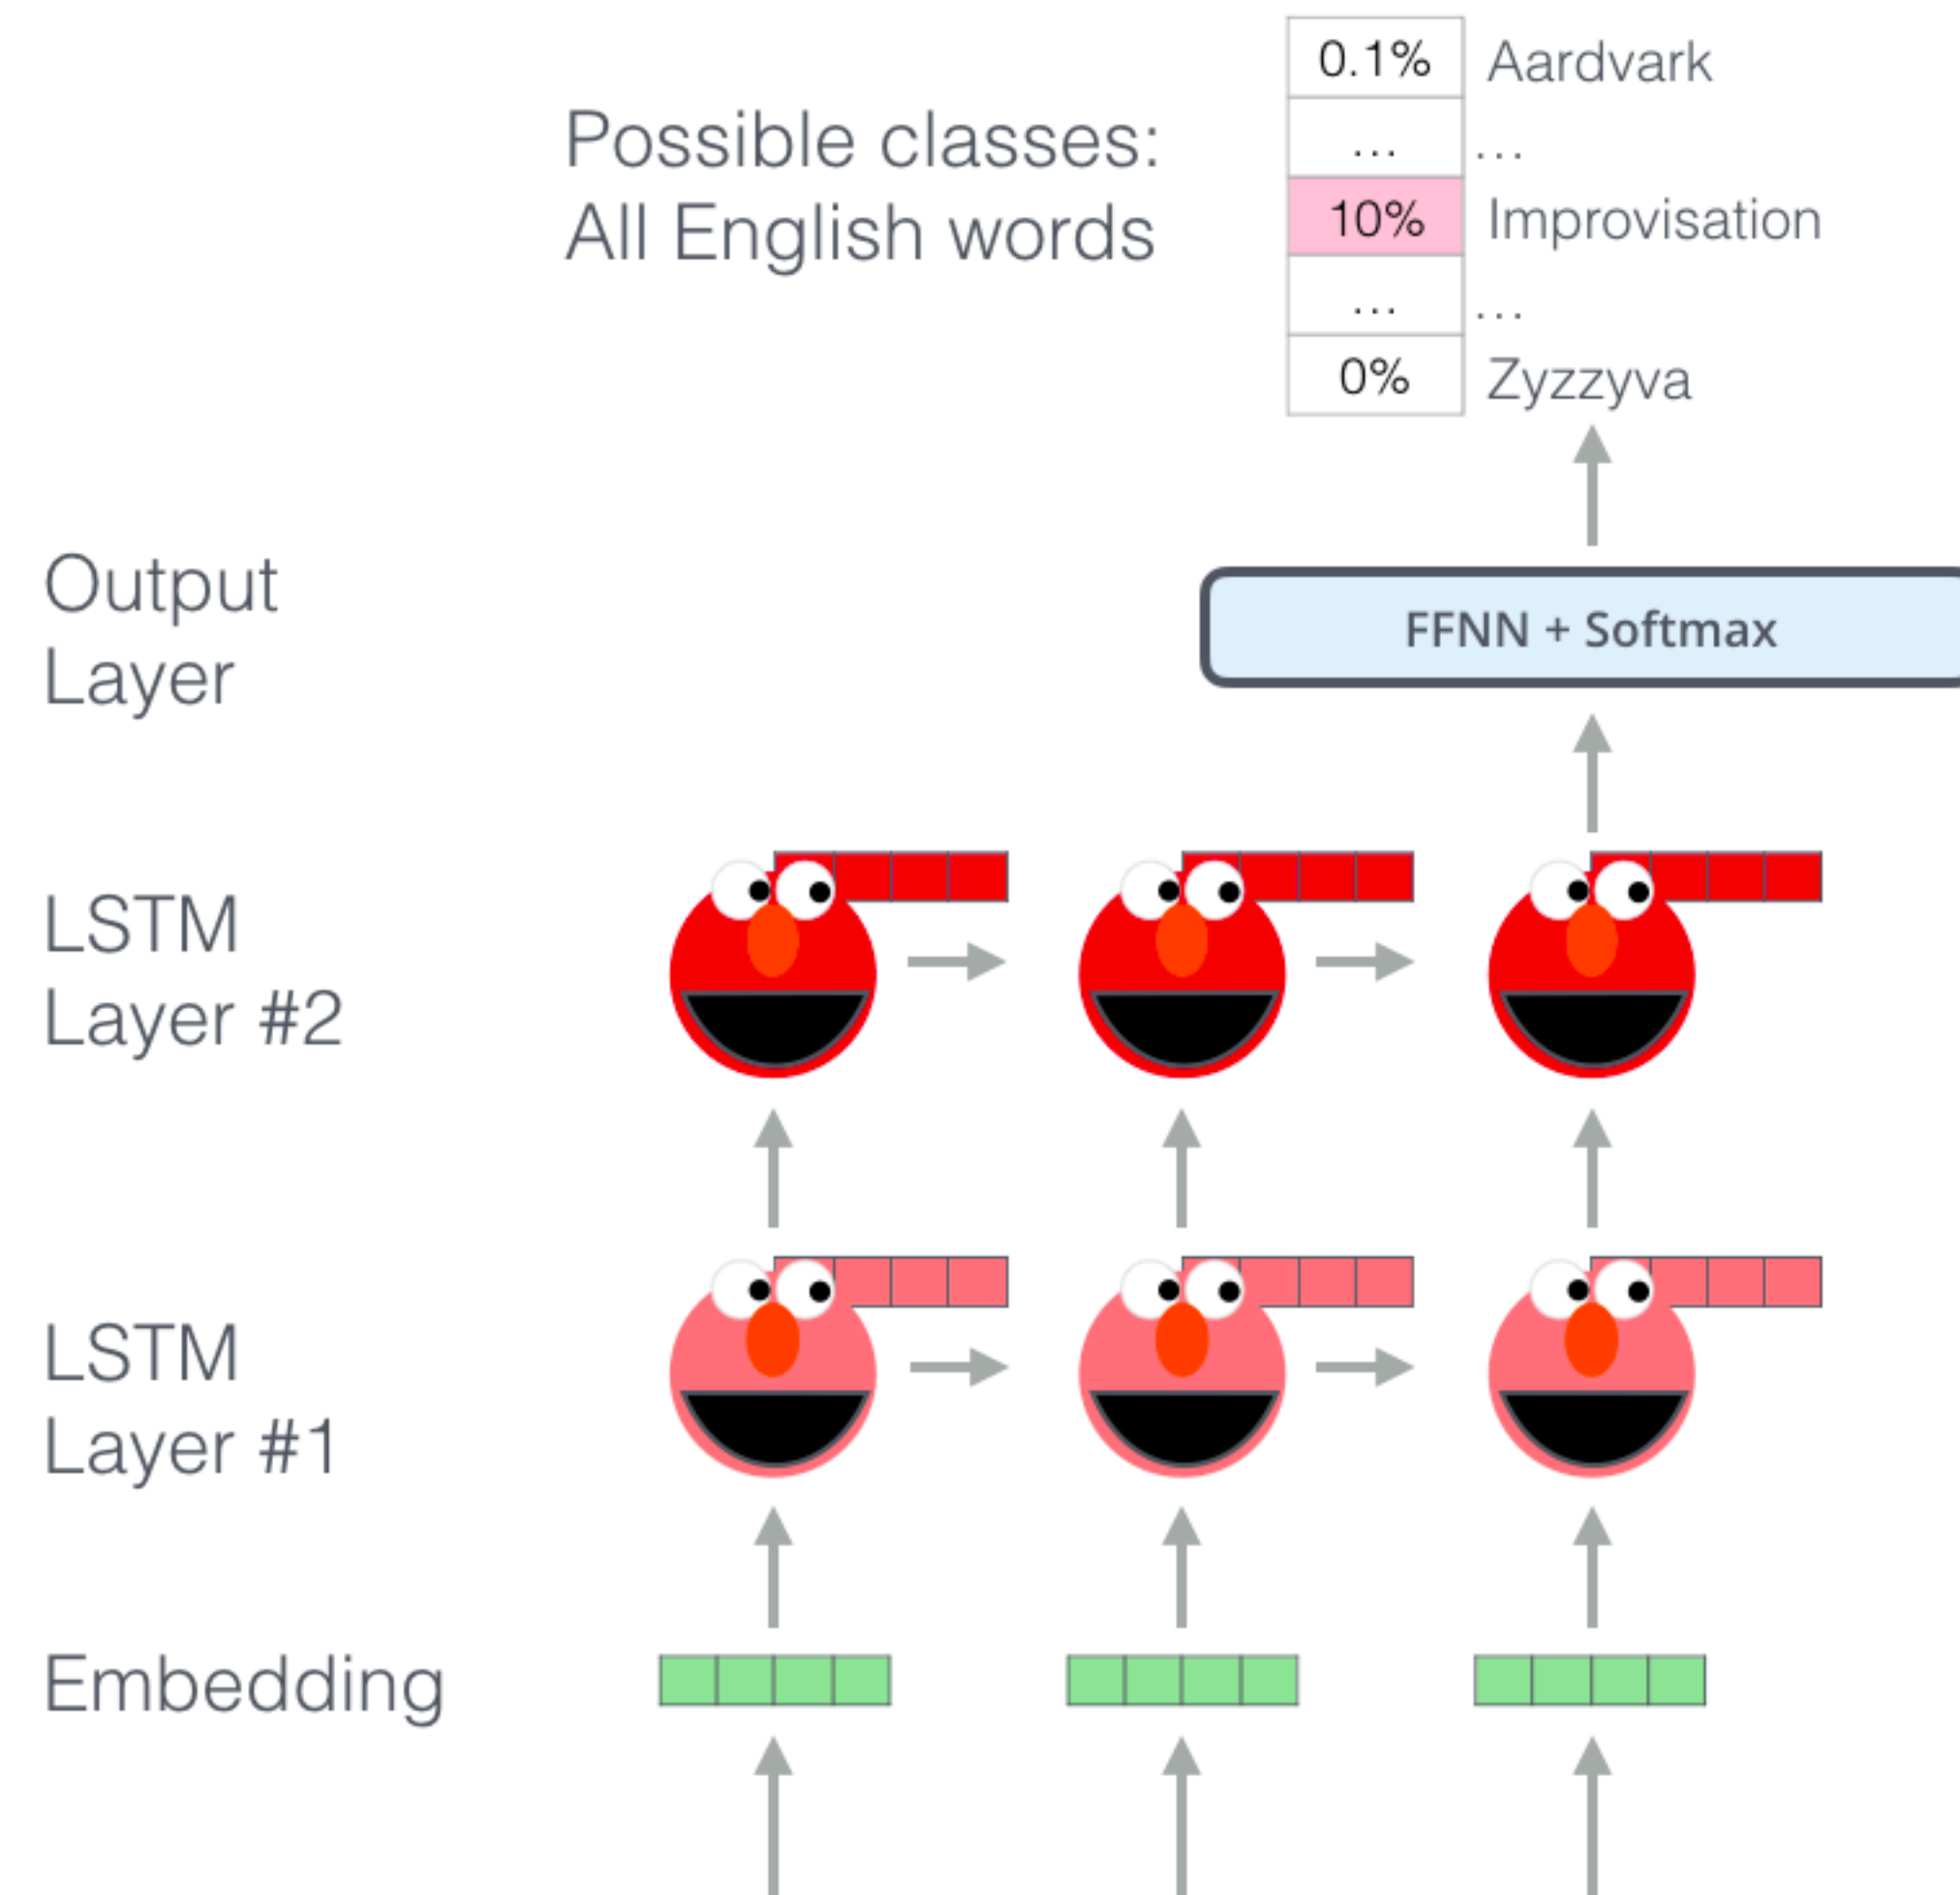 0.1% Aardvark
Possible classes:
... ...
All English words
10% Improvisation
... ...
0% Zyzzyva
Output
Layer
FFNN + Softmax
LSTM
Layer #2
LSTM
Layer #1
Embedding